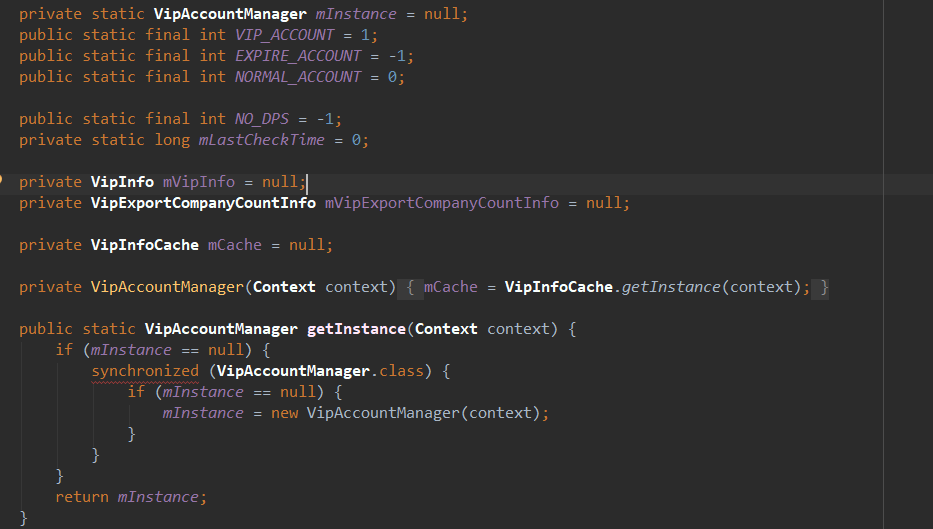 private static VipAccountManager mInstance = null;
public static final int VIP_ACCOUNT = 1;
public static final int EXPIRE_ACCOUNT = -1;
public static final int NORMAL_ACCOUNT = 0;
public static final int NO_DPS = -1;
private static long mLastCheckTime = 0;
private VipInfo mVipInfo = null;
private VipExportCompanyCountInfo mVipExportCompanyCountInfo = null;
private VipInfoCache mCache = null;
private VipAccountManager(Context context) { mCache = VipInfoCache.getInstance(context); }
public static VipAccountManager getInstance(Context context) {
if (mInstance == null) {
synchronized (VipAccountManager.class) {
if (mInstance == null) {
mInstance = new VipAccountManager(context);
}
}
}
return mInstance;
}